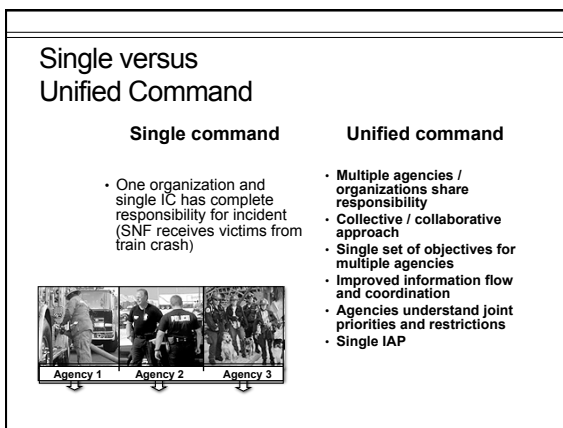 Single versus
Unified Command
Single command
• One organization and
single IC has complete
responsibility for incident
(SNF receives victims from
train crash)
Unified command
• Multiple agencies /
organizations share
responsibility
• Collective / collaborative
approach
• Single set of objectives for
multiple agencies
• Improved information flow
and coordination
• Agencies understand joint
priorities and restrictions
• Single IAP
POLICE
Agency 1
Agency 2
Agency 3